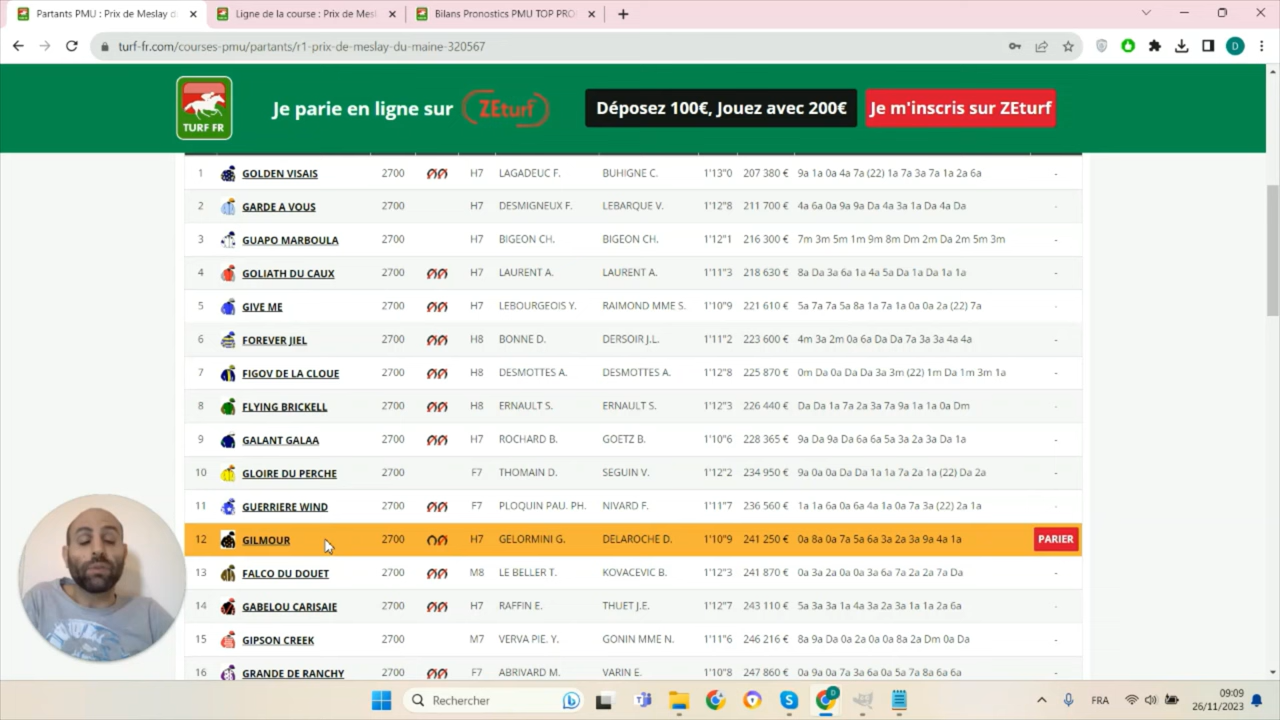 Partants PMU : Prix de Meslay d
Ligne de la course : Prix de Mesl
Bilans Pronostics PMU TOP PRO
turf-fr.com/courses-pmu/partants/r1-prix-de-meslay-du-maine-320567
D
TURF FR
Je parie en ligne sur ZEturf
Déposez 100€, Jouez avec 200€
Je m'inscris sur ZEturf
1 GOLDEN VISAIS 2700 H7 LAGADEUC F. BUHIGNE C. 1'13"0 207 380 € 9a 1a 0a 4a 7a (22) 1a 7a 3a 7a 1a 2a 6a -
2 GARDE A VOUS 2700 H7 DESMIGNEUX F. LEBARQUE V. 1'12"8 211 700 € 4a 6a 0a 9a 9a Da 4a 3a 1a Da 4a Da -
3 GUAPO MARBOULA 2700 H7 BIGEON CH. BIGEON CH. 1'12"1 216 300 € 7m 3m 5m 1m 9m 8m Dm 2m Da 2m 5m 3m -
4 GOLIATH DU CAUX 2700 H7 LAURENT A. LAURENT A. 1'11"3 218 630 € 8a Da 3a 6a 1a 4a 5a Da 1a Da 1a 1a -
5 GIVE ME 2700 H7 LEBOURGEOIS Y. RAIMOND MME S. 1'10"9 221 610 € 5a 7a 7a 5a 8a 1a 7a 1a 0a 0a 2a (22) 7a -
6 FOREVER JIEL 2700 H8 BONNE D. DERSOIR J.L. 1'11"2 223 600 € 4m 3a 2m 0a 6a Da Da 7a 3a 3a 4a 4a -
7 FIGOV DE LA CLOUE 2700 H8 DESMOTTES A. DESMOTTES A. 1'12"8 225 870 € 0m Da 0a Da Da 3a 3m (22) 1m Da 1m 3m 1a -
8 FLYING BRICKELL 2700 H8 ERNAULT S. ERNAULT S. 1'12"3 226 440 € Da Da 1a 7a 2a 3a 7a 9a 1a 1a 0a Dm -
9 GALANT GALAA 2700 H7 ROCHARD B. GOETZ B. 1'10"6 228 365 € 9a Da 9a Da 6a 6a 5a 3a 2a 3a Da 1a -
10 GLOIRE DU PERCHE 2700 F7 THOMAIN D. SEGUIN V. 1'12"2 234 950 € 9a 0a 0a Da Da 1a 1a 7a 2a 1a (22) Da 2a -
11 GUERRIERE WIND 2700 F7 PLOQUIN PAU. PH. NIVARD F. 1'11"7 236 560 € 1a 1a 6a 0a 6a 4a 1a 0a 7a 3a (22) 2a 1a -
12 GILMOUR 2700 H7 GELORMINI G. DELAROCHE D. 1'10"9 241 250 € 0a 8a 0a 7a 5a 6a 3a 2a 3a 9a 4a 1a PARIER
13 FALCO DU DOUET 2700 M8 LE BELLER T. KOVACEVIC B. 1'12"3 241 870 € 0a 3a 2a 0a 0a 3a 6a 7a 2a 2a 7a Da -
14 GABELOU CARISAIE 2700 H7 RAFFIN E. THUET J.E. 1'12"7 243 110 € 5a 3a 3a 1a 4a 3a 2a 3a 1a 1a 2a 6a -
15 GIPSON CREEK 2700 M7 VERVA PIE. Y. GONIN MME N. 1'11"6 246 216 € 8a 9a Da 0a 2a 0a 0a 8a 2a Dm 0a Da -
16 GRANDE DE RANCHY 2700 F7 ABRIVARD M. VARIN E. 1'10"8 247 860 € 0a 9a 0a 7a 3a 6a 0a 5a 7a 8a 6a 6a -
Rechercher
FRA
09:09
26/11/2023